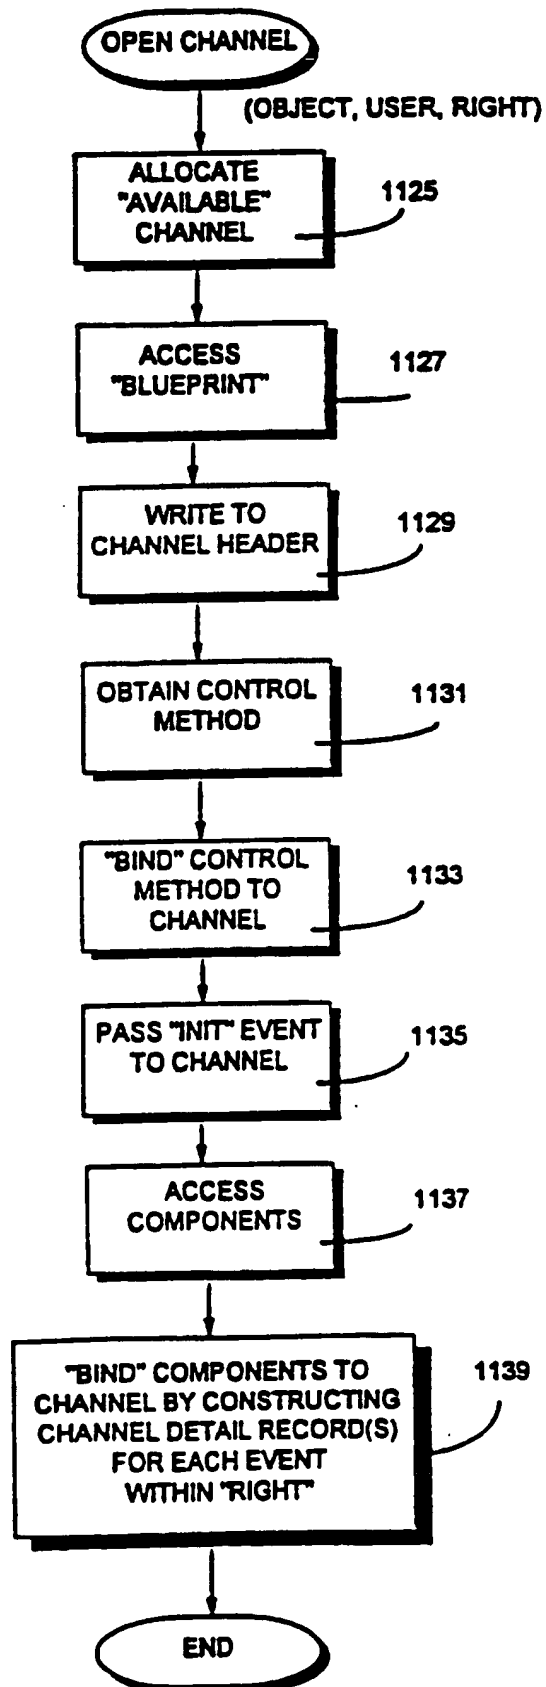 OPEN CHANNEL
(OBJECT, USER, RIGHT)
ALLOCATE
"AVAILABLE"
CHANNEL
1125
ACCESS
"BLUEPRINT"
1127
WRITE TO
CHANNEL HEADER
1129
OBTAIN CONTROL
METHOD
1131
"BIND" CONTROL
METHOD TO
CHANNEL
1133
PASS "INIT" EVENT
TO CHANNEL
1135
ACCESS
COMPONENTS
1137
"BIND" COMPONENTS TO
CHANNEL BY CONSTRUCTING
CHANNEL DETAIL RECORD(S)
FOR EACH EVENT
WITHIN "RIGHT"
1139
END